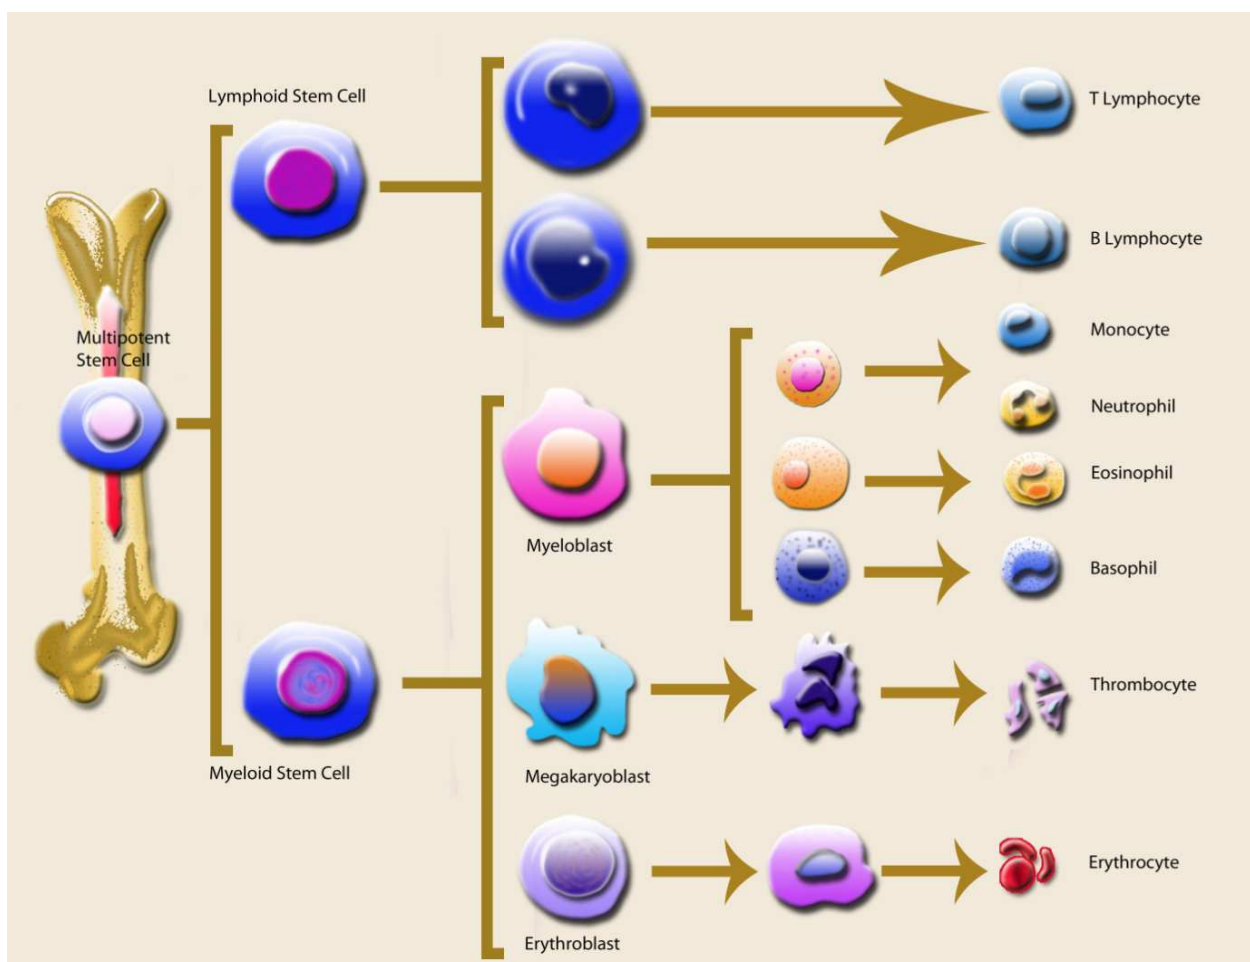 Lymphoid Stem Cell
T Lymphocyte
B Lymphocyte
Multipotent
Stem Cell
Monocyte
Neutrophil
Eosinophil
Myeloblast
Basophil
Thrombocyte
Myeloid Stem Cell
Megakaryoblast
Erythrocyte
Erythroblast